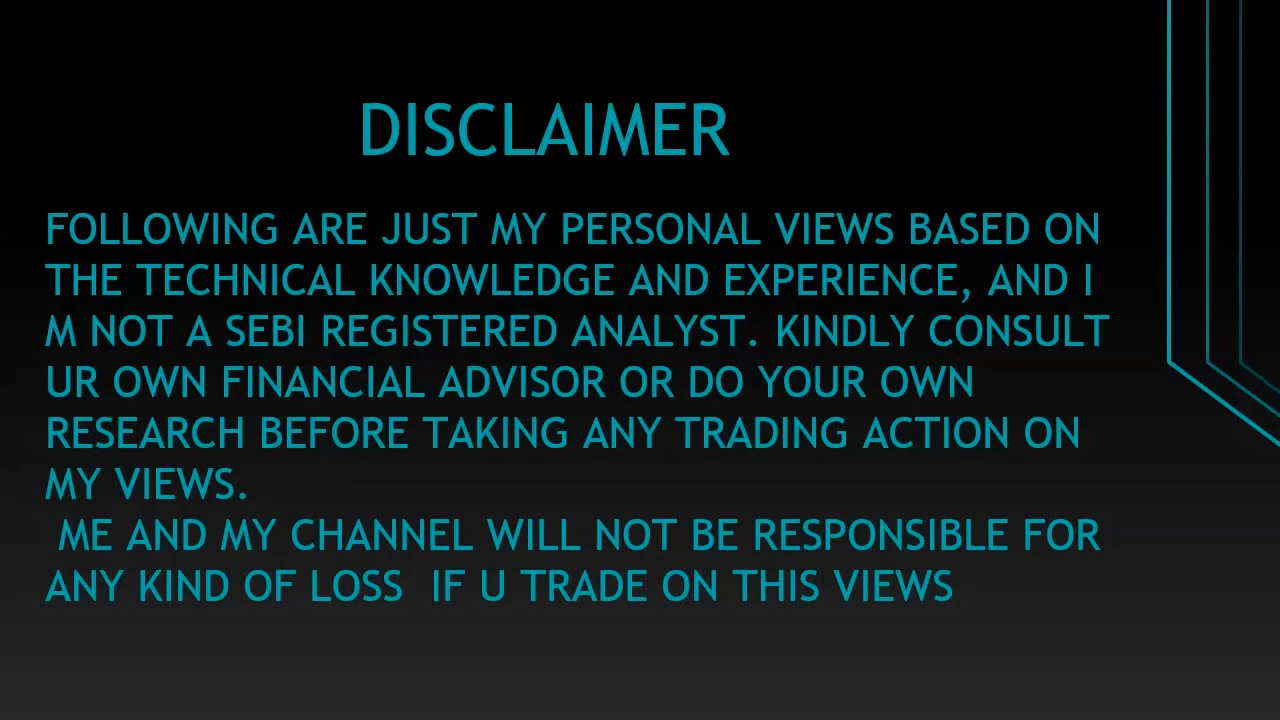 DISCLAIMER
FOLLOWING ARE JUST MY PERSONAL VIEWS BASED ON
THE TECHNICAL KNOWLEDGE AND EXPERIENCE, AND I
M NOT A SEBI REGISTERED ANALYST. KINDLY CONSULT
UR OWN FINANCIAL ADVISOR OR DO YOUR OWN
RESEARCH BEFORE TAKING ANY TRADING ACTION ON
MY VIEWS.
ME AND MY CHANNEL WILL NOT BE RESPONSIBLE FOR
ANY KIND OF LOSS  IF U TRADE ON THIS VIEWS